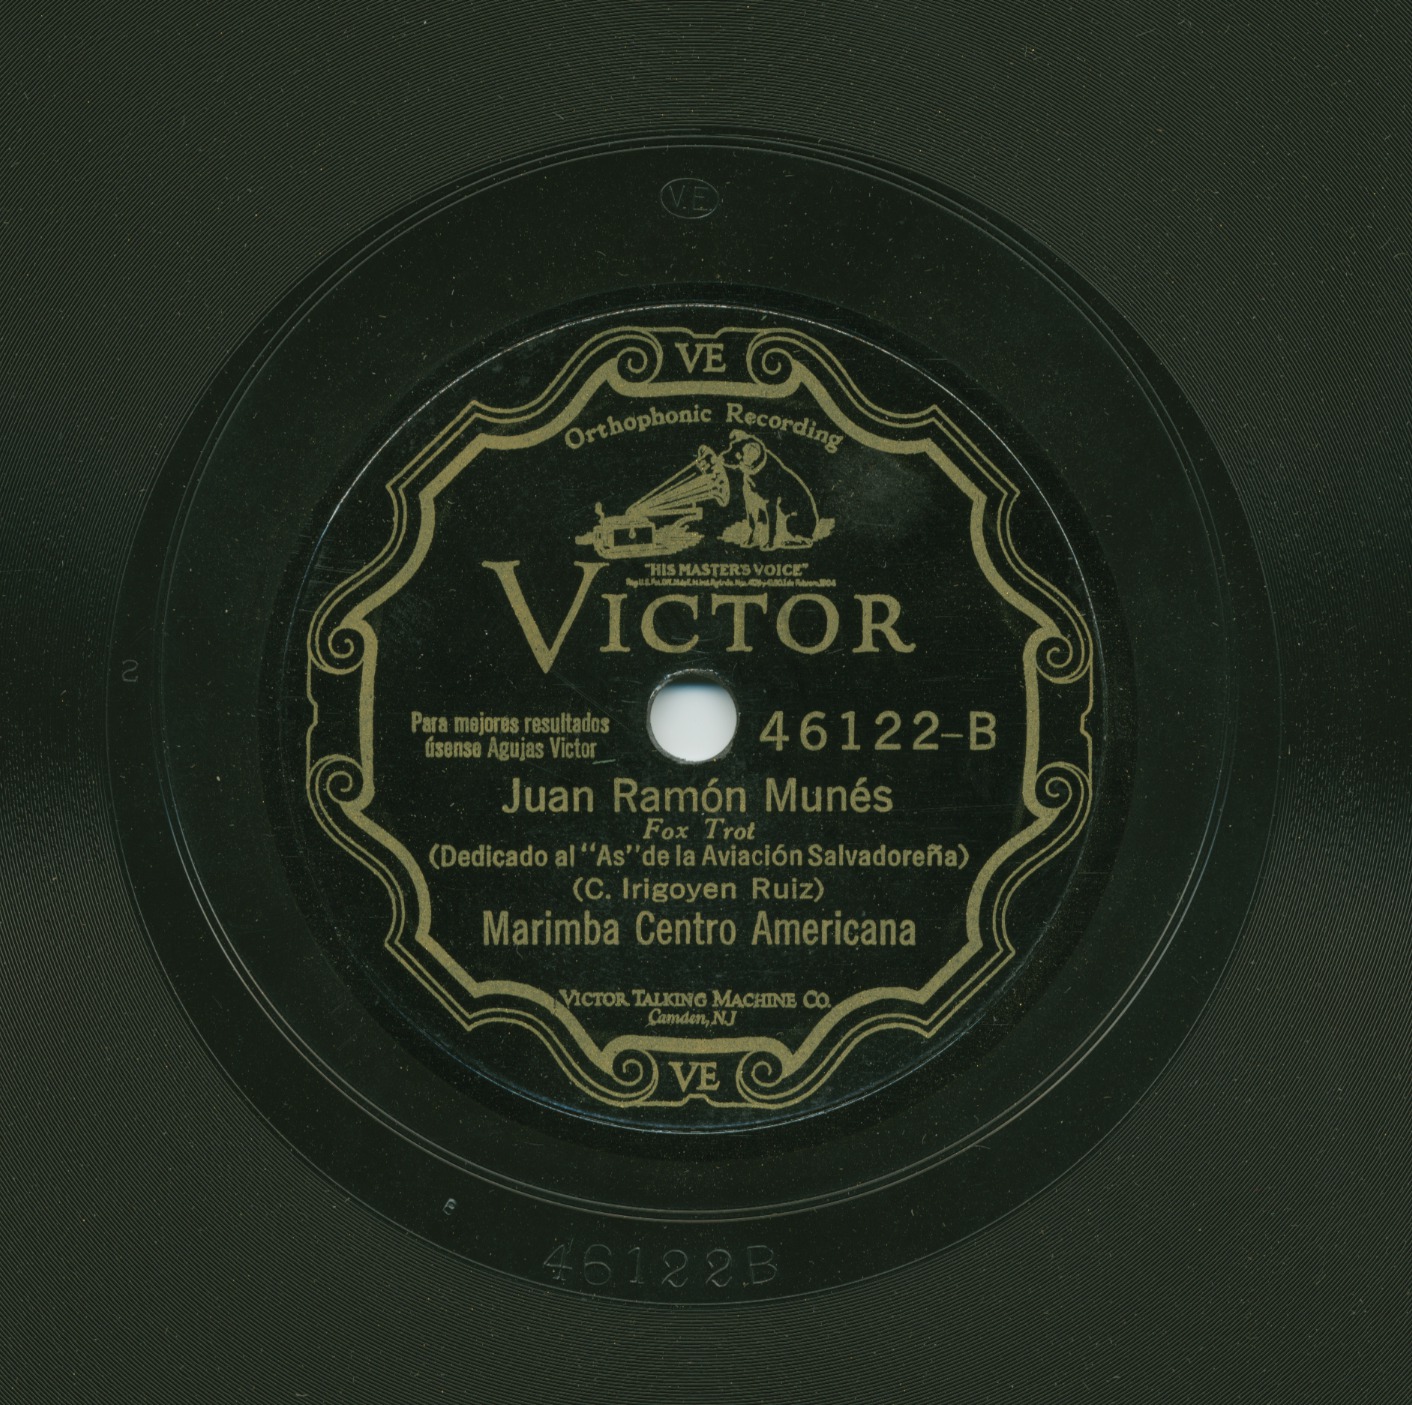 V.E.
VE
Orthophonic Recording
"HIS MASTER'S VOICE"
VICTOR
Para mejores resultados
úsense Agujas Victor
46122-B
Juan Ramón Munés
Fox Trot
(Dedicado al "As" de la Aviación Salvadoreña)
(C. Irigoyen Ruiz)
Marimba Centro Americana
VICTOR TALKING MACHINE CO.
Camden, NJ
VE
2
46122B